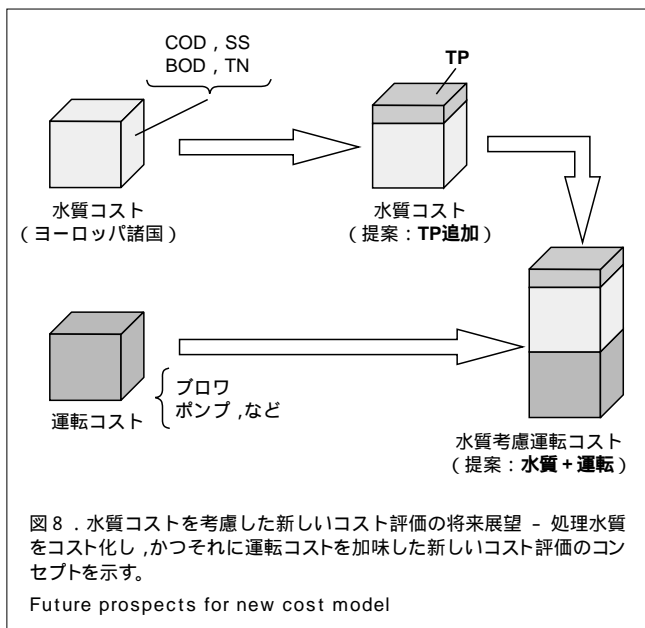 COD , SS
BOD , TN
TP
水質コスト
（ヨーロッパ諸国）
水質コスト
（提案：TP追加）
運転コスト
ブロワ
ポンプ ,など
水質考慮運転コスト
（提案：水質 + 運転）
図8 ．水質コストを考慮した新しいコスト評価の将来展望 - 処理水質
をコスト化し ,かつそれに運転コストを加味した新しいコスト評価のコン
セプトを示す。
Future prospects for new cost model